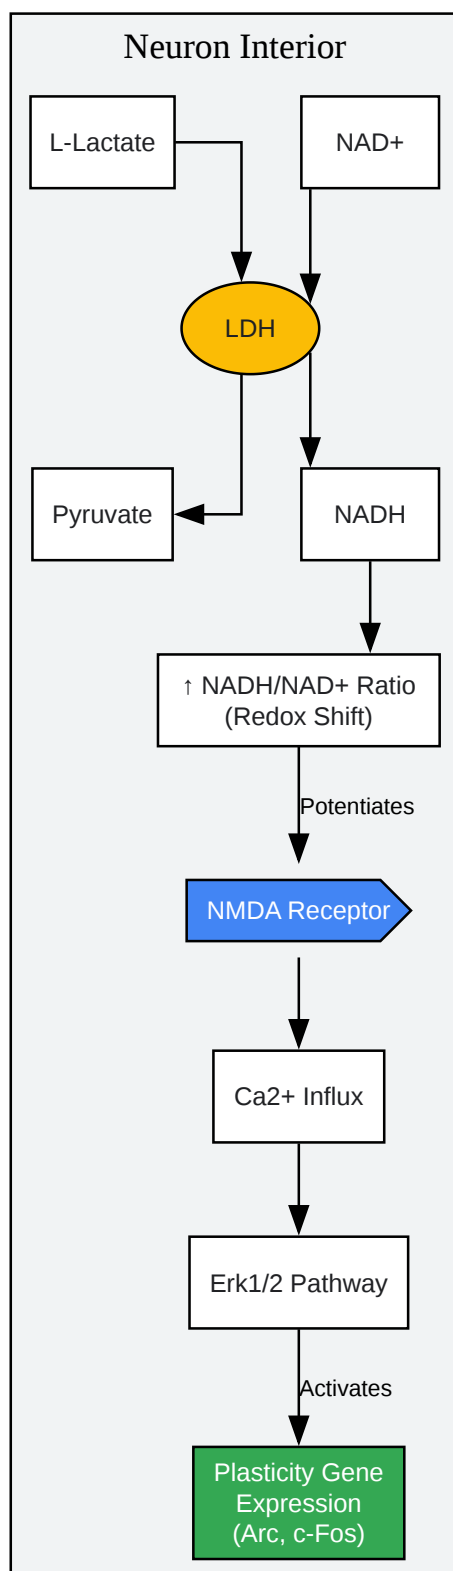 Neuron Interior
L-Lactate
NAD+
LDH
Pyruvate
NADH
↑ NADH/NAD+ Ratio
(Redox Shift)
Potentiates
NMDA Receptor
Ca2+ Influx
Erk1/2 Pathway
Activates
Plasticity Gene
Expression
(Arc, c-Fos)